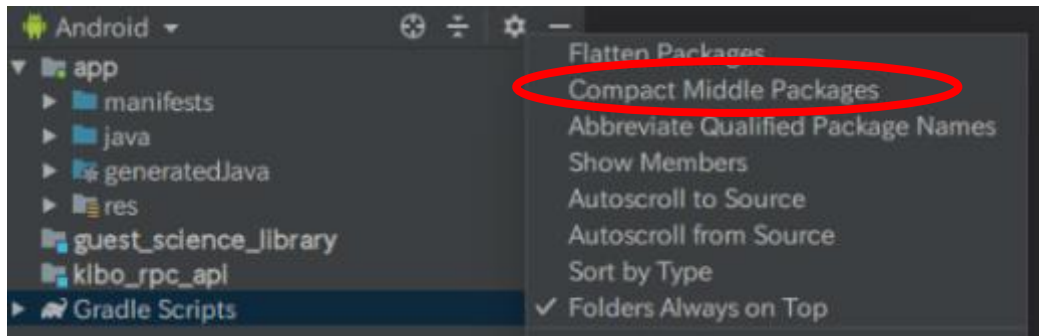 Android
app
manifests
java
generatedJava
res
guest_science_library
kibo_rpc_api
Gradle Scripts
Flatten Packages
Compact Middle Packages
Abbreviate Qualified Package Names
Show Members
Autoscroll to Source
Autoscroll from Source
Sort by Type
Folders Always on Top